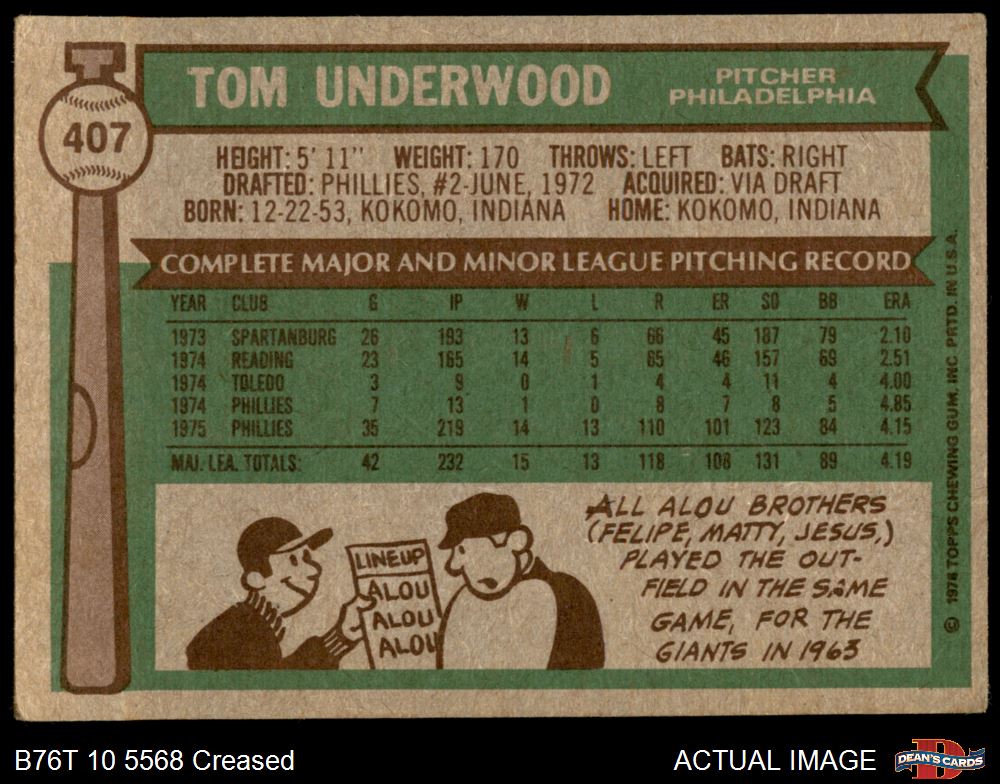 407
TOM UNDERWOOD
PITCHER
PHILADELPHIA
HEIGHT: 5' 11" WEIGHT: 170 THROWS: LEFT BATS: RIGHT
DRAFTED: PHILLIES, #2-JUNE, 1972 ACQUIRED: VIA DRAFT
BORN: 12-22-53, KOKOMO, INDIANA HOME: KOKOMO, INDIANA
COMPLETE MAJOR AND MINOR LEAGUE PITCHING RECORD
YEAR CLUB G IP W L R ER SO BB ERA
1973 SPARTANBURG 26 193 13 6 66 45 187 79 2.10
1974 READING 23 165 14 5 65 46 157 69 2.51
1974 TOLEDO 3 9 0 1 4 4 11 4 4.00
1974 PHILLIES 7 13 1 0 8 7 8 5 4.85
1975 PHILLIES 35 219 14 13 110 101 123 84 4.15
MAJ. LEA. TOTALS: 42 232 15 13 118 108 131 89 4.19
LINEUP
ALOU
ALOU
ALOU
ALL ALOU BROTHERS
(FELIPE, MATTY, JESUS,)
PLAYED THE OUT-
FIELD IN THE SAME
GAME, FOR THE
GIANTS IN 1963
© 1976 TOPPS CHEWING GUM, INC. PRTD. IN U.S.A.
B76T 10 5568 Creased
ACTUAL IMAGE
DEAN'S CARDS